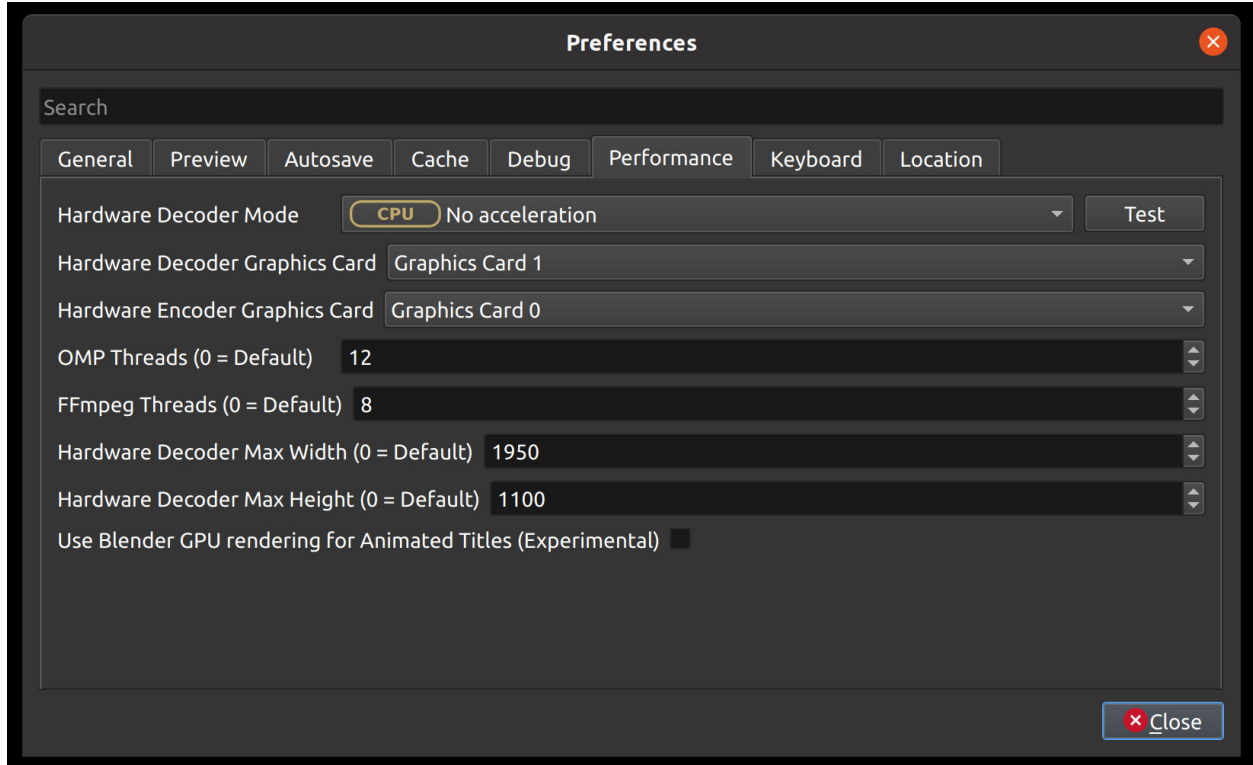 Preferences
Search
General Preview Autosave Cache Debug Performance Keyboard Location
Hardware Decoder Mode CPU No acceleration Test
Hardware Decoder Graphics Card Graphics Card 1
Hardware Encoder Graphics Card Graphics Card 0
OMP Threads (0 = Default) 12
FFmpeg Threads (0 = Default) 8
Hardware Decoder Max Width (0 = Default) 1950
Hardware Decoder Max Height (0 = Default) 1100
Use Blender GPU rendering for Animated Titles (Experimental)
Close